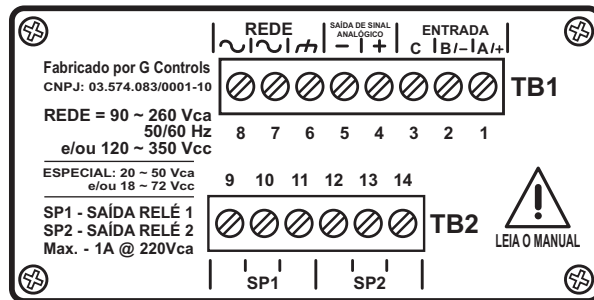 REDE
SAÍDA DE SINAL
ANALÓGICO
ENTRADA
– + C B/– A/+
Fabricado por G Controls
CNPJ: 03.574.083/0001-10
TB1
REDE = 90 ~ 260 Vca
50/60 Hz
e/ou 120 ~ 350 Vcc
8 7 6 5 4 3 2 1
ESPECIAL: 20 ~ 50 Vca
e/ou 18 ~ 72 Vcc
9 10 11 12 13 14
SP1 - SAÍDA RELÉ 1
SP2 - SAÍDA RELÉ 2
Max. - 1A @ 220Vca
TB2
LEIA O MANUAL
SP1 SP2